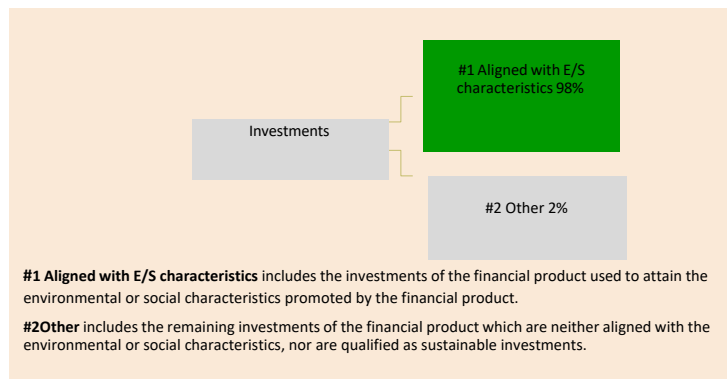 #1 Aligned with E/S
characteristics 98%
Investments
#2 Other 2%
#1 Aligned with E/S characteristics includes the investments of the financial product used to attain the
environmental or social characteristics promoted by the financial product.
#2Other includes the remaining investments of the financial product which are neither aligned with the
environmental or social characteristics, nor are qualified as sustainable investments.